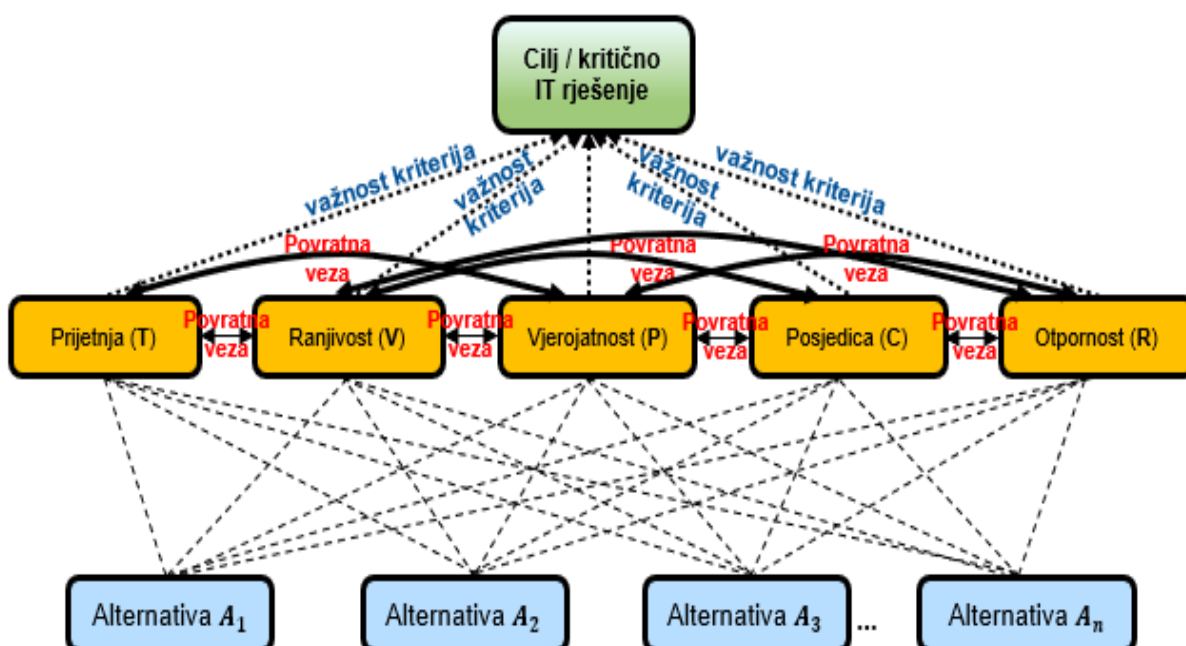 Cilj / kritično
IT rješenje
važnost kriterija
važnost
kriterija
važnost
kriterija
važnost kriterija
Povratna
veza
Povratna
veza
Povratna
veza
Prijetnja (T)
Povratna
veza
Ranjivost (V)
Povratna
veza
Vjerojatnost (P)
Povratna
veza
Posjedica (C)
Povratna
veza
Otpornost (R)
Alternativa A₁
Alternativa A₂
Alternativa A₃
...
Alternativa Aₙ